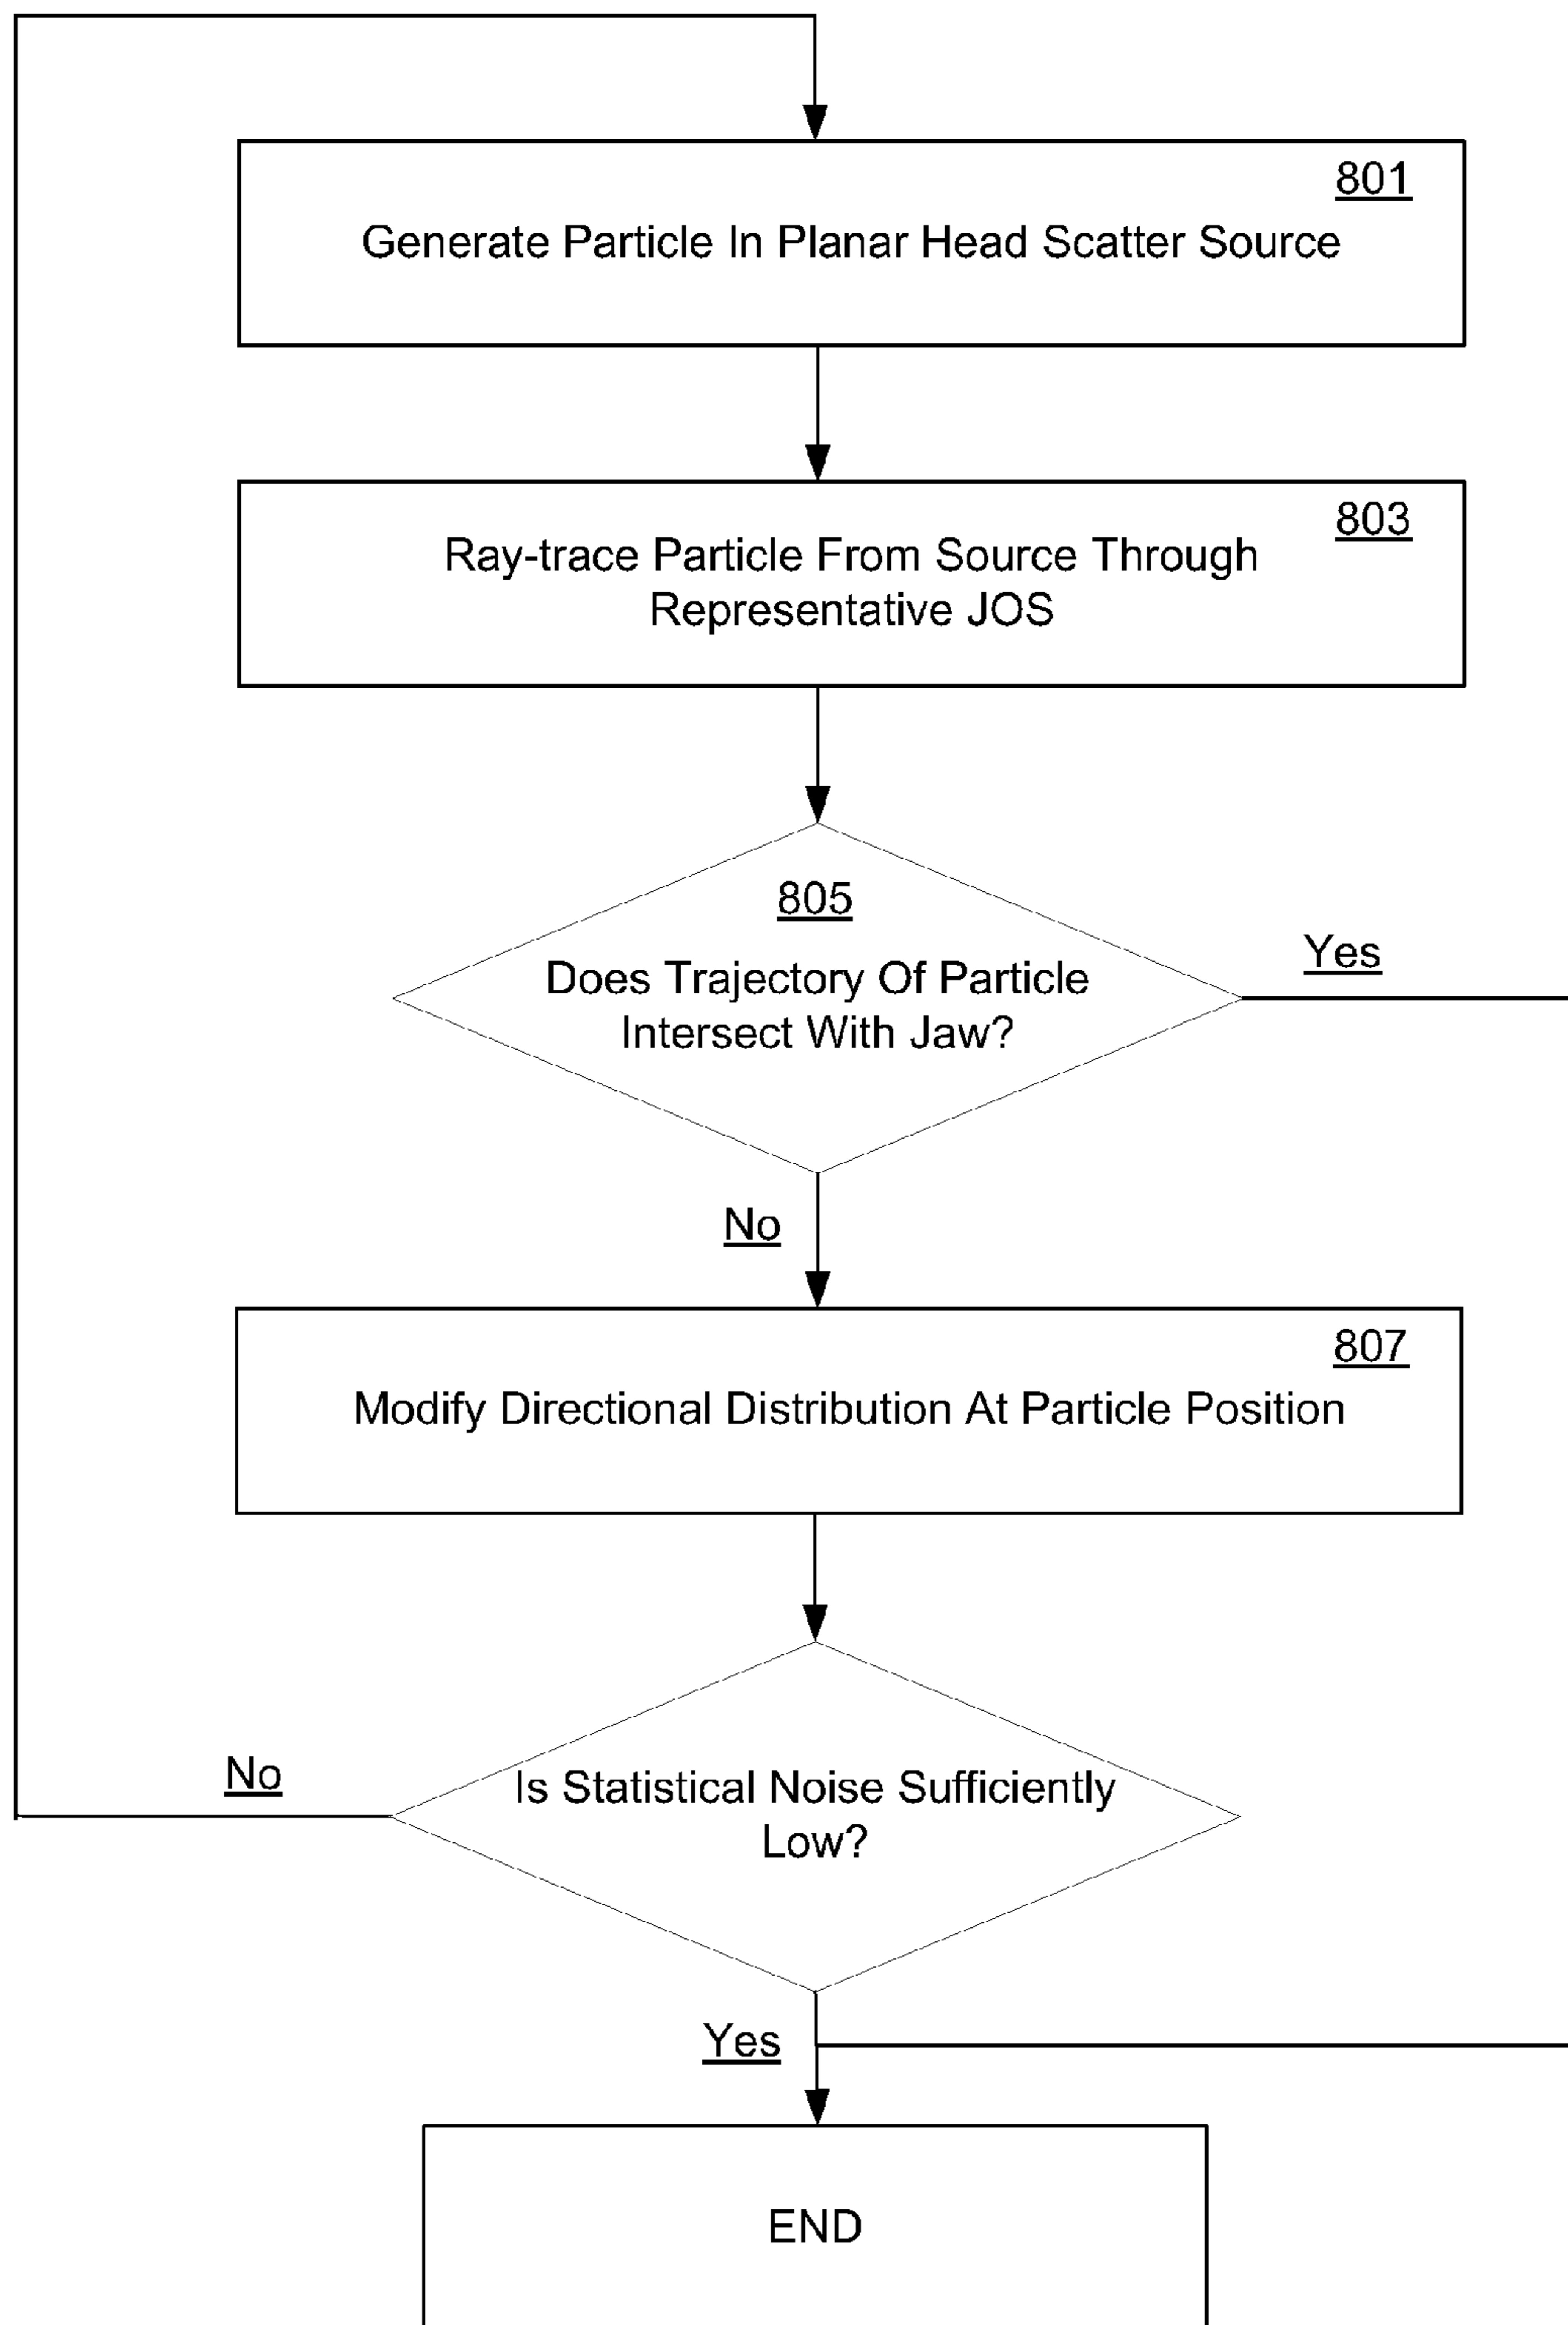 801
Generate Particle In Planar Head Scatter Source
803
Ray-trace Particle From Source Through
Representative JOS
805
Does Trajectory Of Particle
Intersect With Jaw?
Yes
No
807
Modify Directional Distribution At Particle Position
Is Statistical Noise Sufficiently
Low?
No
Yes
END